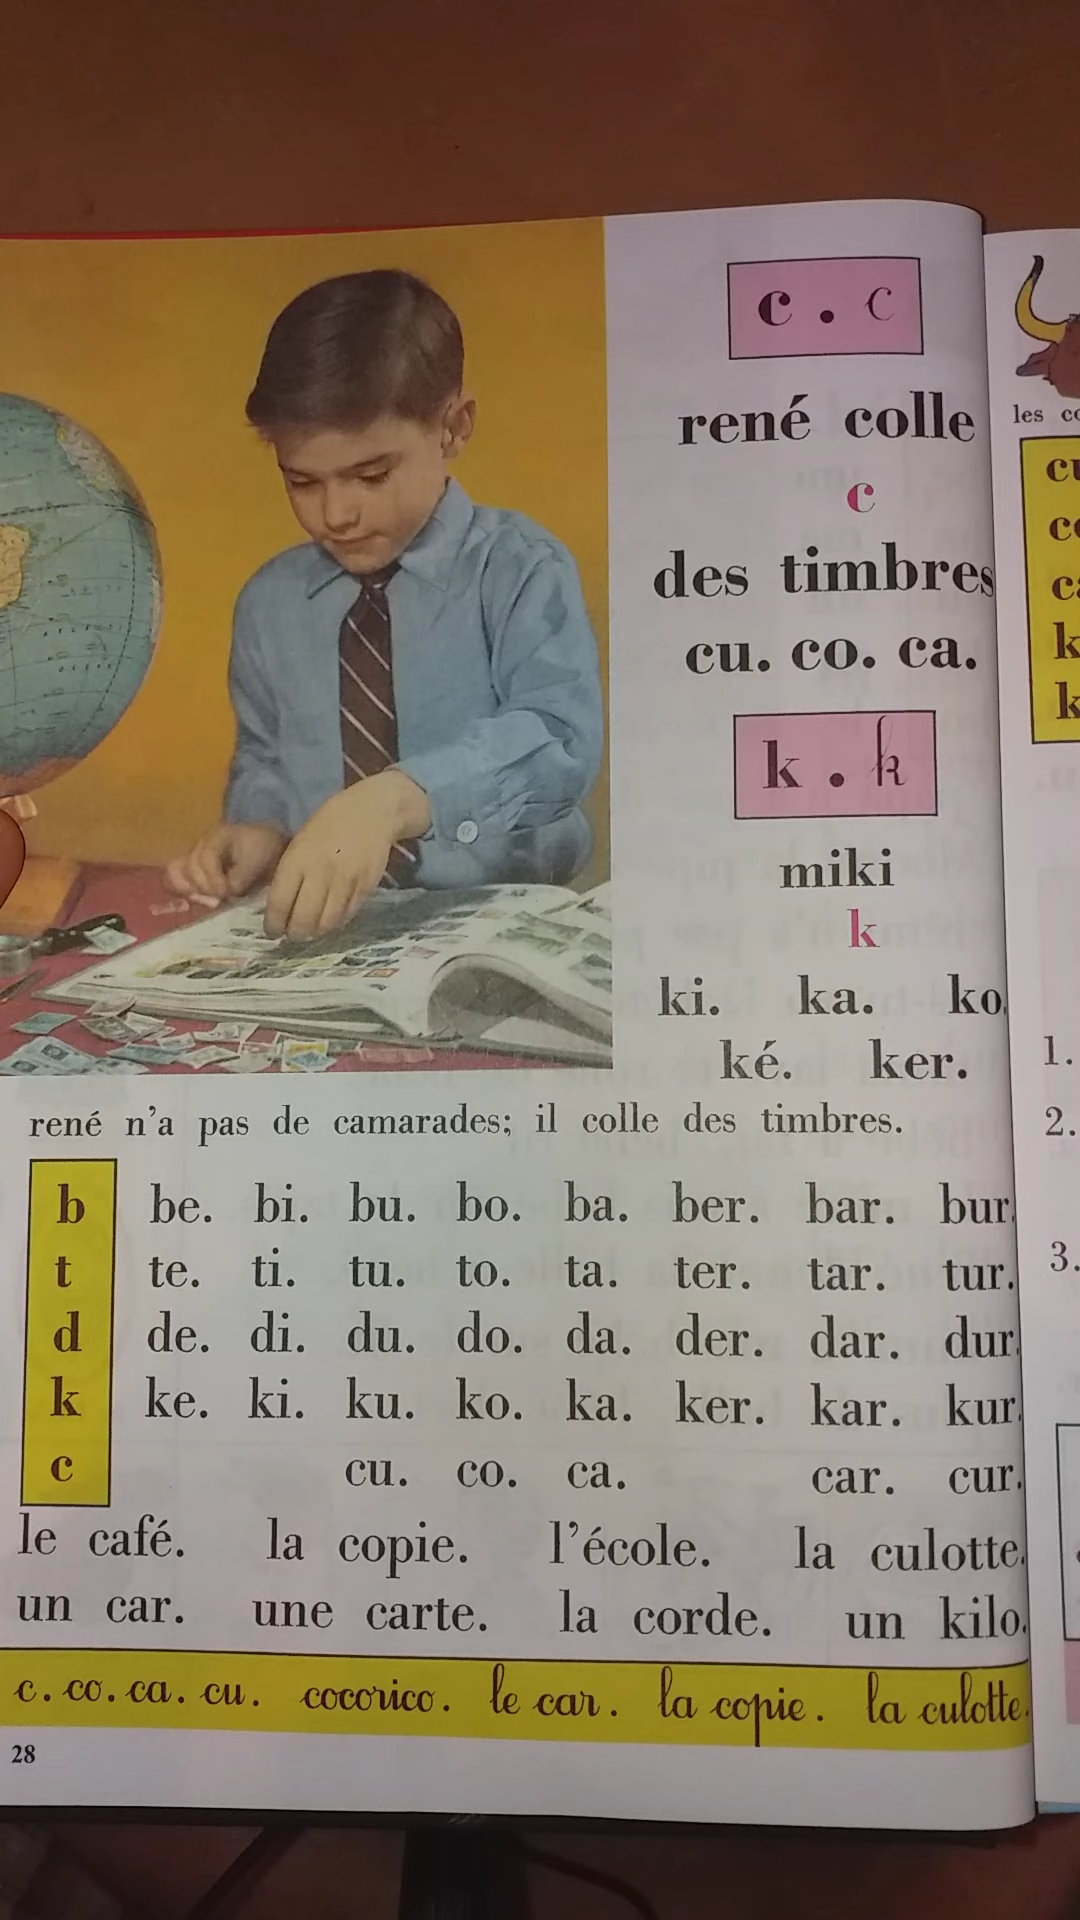 c . c
rené colle
c
des timbres
cu. co. ca.
k . k
miki
k
ki. ka. ko.
ké. ker.
rené n'a pas de camarades; il colle des timbres.
b be. bi. bu. bo. ba. ber. bar. bur.
t te. ti. tu. to. ta. ter. tar. tur.
d de. di. du. do. da. der. dar. dur.
k ke. ki. ku. ko. ka. ker. kar. kur.
c cu. co. ca. car. cur.
le café. la copie. l'école. la culotte.
un car. une carte. la corde. un kilo.
c. co. ca. cu. cocorico. le car. la copie. la culotte.
28
les
1.
2.
3.